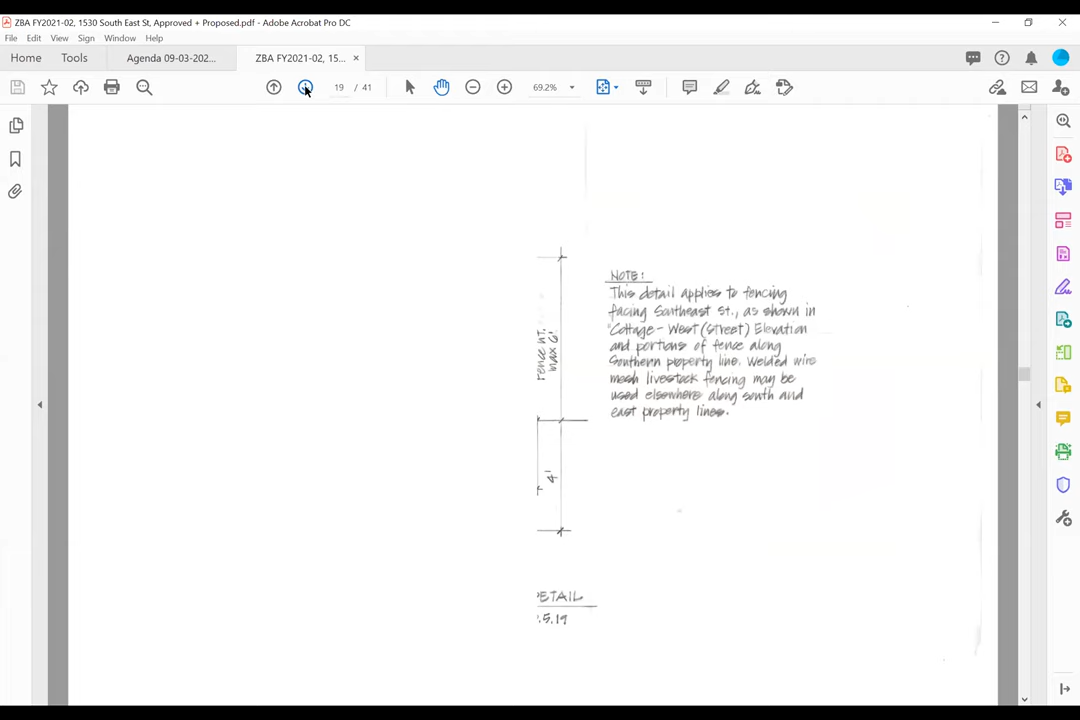 ZBA FY2021-02, 1530 South East St, Approved + Proposed.pdf - Adobe Acrobat Pro DC
File Edit View Sign Window Help
Home Tools Agenda 09-03-202... ZBA FY2021-02, 15... ×
19 / 41 69.2%
NOTE:
This detail applies to fencing
facing Southeast St., as shown in
Cottage - West (Street) Elevation
and portions of fence along
Southern property line. Welded wire
mesh livestock fencing may be
used elsewhere along south and
east property lines.
Fence HT.
max 6'
4'
DETAIL
.5.19